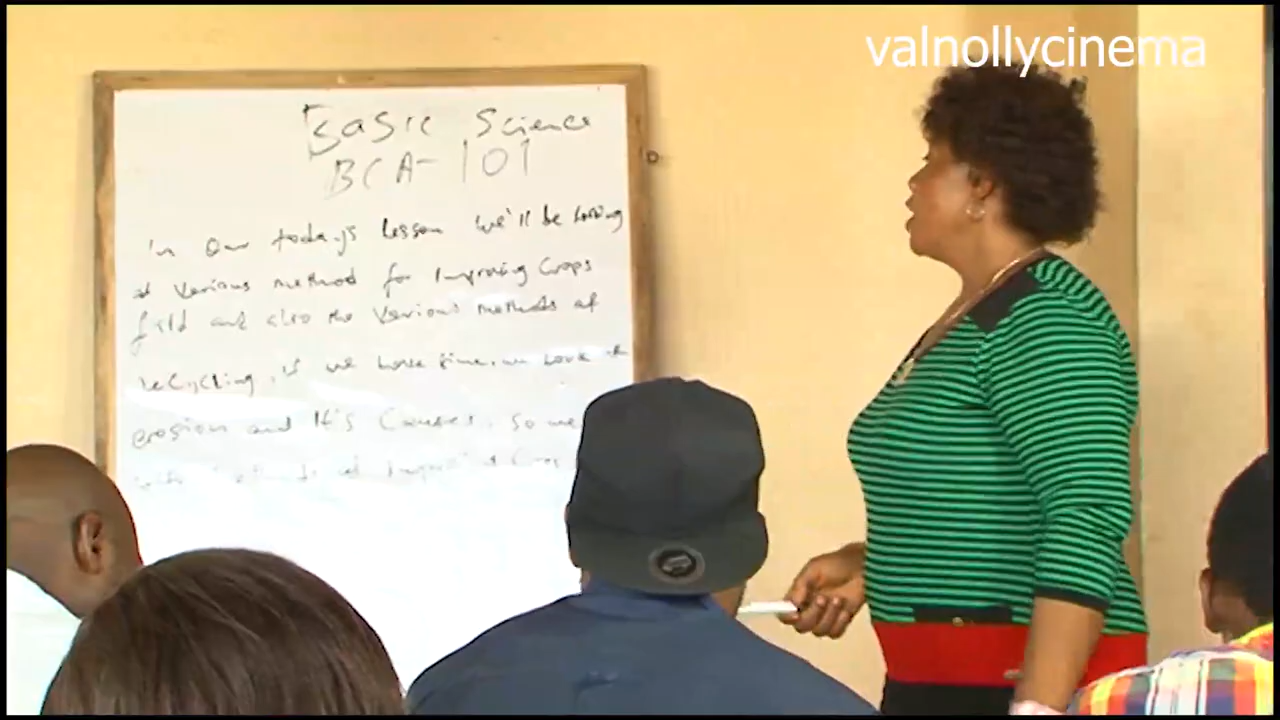 valnollycinema
Basic Science
BCA-101
in our today's lesson we'll be looking
at various method for Improving Crops
field and also the various methods of
recycling, if we have time, we look at
erosion and It's Causes. So we